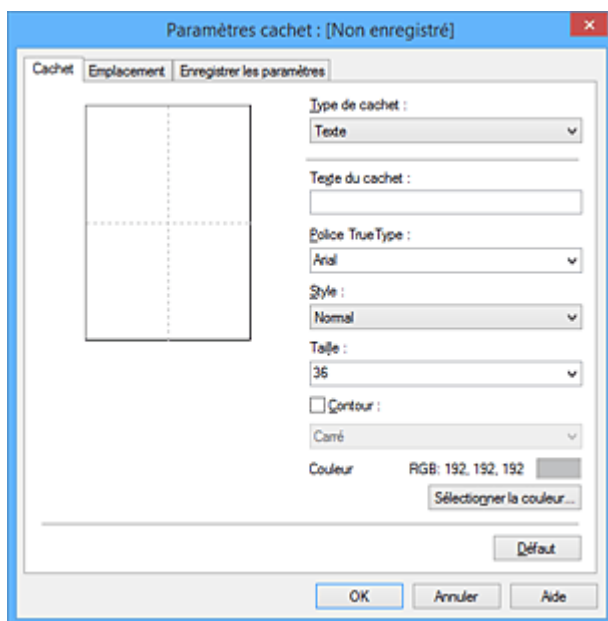 Paramètres cachet : [Non enregistré]
Cachet Emplacement Enregistrer les paramètres
Type de cachet :
Texte
Texte du cachet :
Police TrueType :
Arial
Style :
Normal
Taille :
36
Contour :
Carré
Couleur RGB: 192, 192, 192
Sélectionner la couleur...
Défaut
OK Annuler Aide